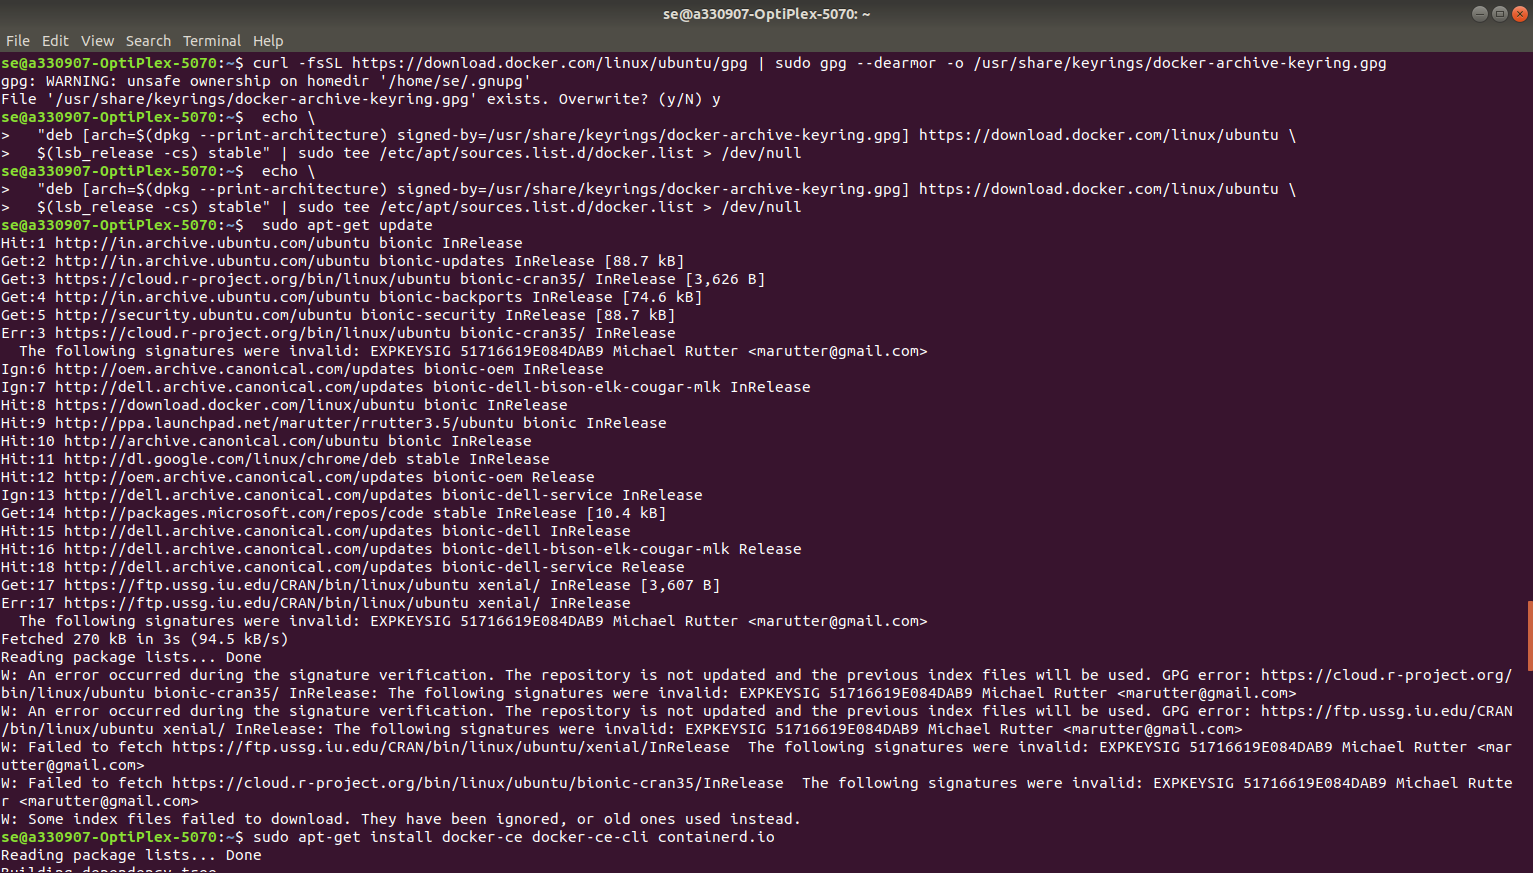 se@a330907-OptiPlex-5070: ~
File Edit View Search Terminal Help
se@a330907-OptiPlex-5070:~$ curl -fsSL https://download.docker.com/linux/ubuntu/gpg | sudo gpg --dearmor -o /usr/share/keyrings/docker-archive-keyring.gpg
gpg: WARNING: unsafe ownership on homedir '/home/se/.gnupg'
File '/usr/share/keyrings/docker-archive-keyring.gpg' exists. Overwrite? (y/N) y
se@a330907-OptiPlex-5070:~$  echo \
>   "deb [arch=$(dpkg --print-architecture) signed-by=/usr/share/keyrings/docker-archive-keyring.gpg] https://download.docker.com/linux/ubuntu \
>   $(lsb_release -cs) stable" | sudo tee /etc/apt/sources.list.d/docker.list > /dev/null
se@a330907-OptiPlex-5070:~$  echo \
>   "deb [arch=$(dpkg --print-architecture) signed-by=/usr/share/keyrings/docker-archive-keyring.gpg] https://download.docker.com/linux/ubuntu \
>   $(lsb_release -cs) stable" | sudo tee /etc/apt/sources.list.d/docker.list > /dev/null
se@a330907-OptiPlex-5070:~$  sudo apt-get update
Hit:1 http://in.archive.ubuntu.com/ubuntu bionic InRelease
Get:2 http://in.archive.ubuntu.com/ubuntu bionic-updates InRelease [88.7 kB]
Get:3 https://cloud.r-project.org/bin/linux/ubuntu bionic-cran35/ InRelease [3,626 B]
Get:4 http://in.archive.ubuntu.com/ubuntu bionic-backports InRelease [74.6 kB]
Get:5 http://security.ubuntu.com/ubuntu bionic-security InRelease [88.7 kB]
Err:3 https://cloud.r-project.org/bin/linux/ubuntu bionic-cran35/ InRelease
  The following signatures were invalid: EXPKEYSIG 51716619E084DAB9 Michael Rutter <marutter@gmail.com>
Ign:6 http://oem.archive.canonical.com/updates bionic-oem InRelease
Ign:7 http://dell.archive.canonical.com/updates bionic-dell-bison-elk-cougar-mlk InRelease
Hit:8 https://download.docker.com/linux/ubuntu bionic InRelease
Hit:9 http://ppa.launchpad.net/marutter/rrutter3.5/ubuntu bionic InRelease
Hit:10 http://archive.canonical.com/ubuntu bionic InRelease
Hit:11 http://dl.google.com/linux/chrome/deb stable InRelease
Hit:12 http://oem.archive.canonical.com/updates bionic-oem Release
Ign:13 http://dell.archive.canonical.com/updates bionic-dell-service InRelease
Get:14 http://packages.microsoft.com/repos/code stable InRelease [10.4 kB]
Hit:15 http://dell.archive.canonical.com/updates bionic-dell InRelease
Hit:16 http://dell.archive.canonical.com/updates bionic-dell-bison-elk-cougar-mlk Release
Hit:18 http://dell.archive.canonical.com/updates bionic-dell-service Release
Get:17 https://ftp.ussg.iu.edu/CRAN/bin/linux/ubuntu xenial/ InRelease [3,607 B]
Err:17 https://ftp.ussg.iu.edu/CRAN/bin/linux/ubuntu xenial/ InRelease
  The following signatures were invalid: EXPKEYSIG 51716619E084DAB9 Michael Rutter <marutter@gmail.com>
Fetched 270 kB in 3s (94.5 kB/s)
Reading package lists... Done
W: An error occurred during the signature verification. The repository is not updated and the previous index files will be used. GPG error: https://cloud.r-project.org/
bin/linux/ubuntu bionic-cran35/ InRelease: The following signatures were invalid: EXPKEYSIG 51716619E084DAB9 Michael Rutter <marutter@gmail.com>
W: An error occurred during the signature verification. The repository is not updated and the previous index files will be used. GPG error: https://ftp.ussg.iu.edu/CRAN
/bin/linux/ubuntu xenial/ InRelease: The following signatures were invalid: EXPKEYSIG 51716619E084DAB9 Michael Rutter <marutter@gmail.com>
W: Failed to fetch https://ftp.ussg.iu.edu/CRAN/bin/linux/ubuntu/xenial/InRelease  The following signatures were invalid: EXPKEYSIG 51716619E084DAB9 Michael Rutter <mar
utter@gmail.com>
W: Failed to fetch https://cloud.r-project.org/bin/linux/ubuntu/bionic-cran35/InRelease  The following signatures were invalid: EXPKEYSIG 51716619E084DAB9 Michael Rutte
r <marutter@gmail.com>
W: Some index files failed to download. They have been ignored, or old ones used instead.
se@a330907-OptiPlex-5070:~$ sudo apt-get install docker-ce docker-ce-cli containerd.io
Reading package lists... Done
Building dependency tree